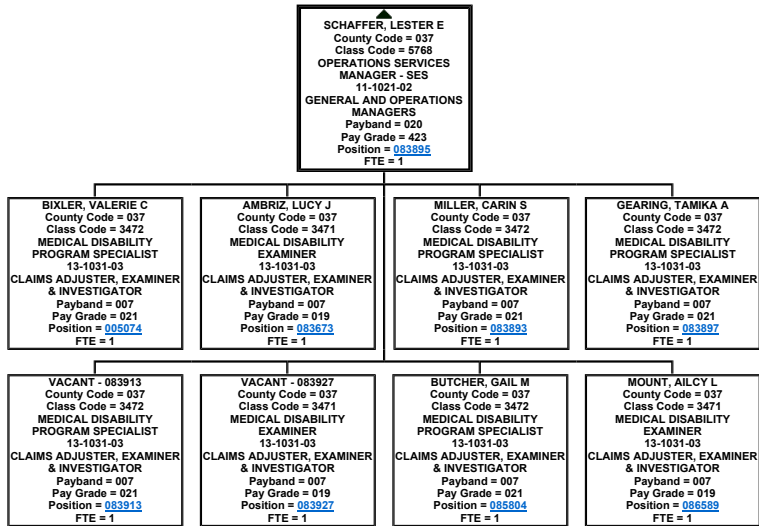 SCHAFFER, LESTER E
County Code = 037
Class Code = 5768
OPERATIONS SERVICES
MANAGER - SES
11-1021-02
GENERAL AND OPERATIONS
MANAGERS
Payband = 020
Pay Grade = 423
Position = 083895
FTE = 1
BIXLER, VALERIE C
County Code = 037
Class Code = 3472
MEDICAL DISABILITY
PROGRAM SPECIALIST
13-1031-03
CLAIMS ADJUSTER, EXAMINER
& INVESTIGATOR
Payband = 007
Pay Grade = 021
Position = 005074
FTE = 1
AMBRIZ, LUCY J
County Code = 037
Class Code = 3471
MEDICAL DISABILITY
EXAMINER
13-1031-03
CLAIMS ADJUSTER, EXAMINER
& INVESTIGATOR
Payband = 007
Pay Grade = 019
Position = 083673
FTE = 1
MILLER, CARIN S
County Code = 037
Class Code = 3472
MEDICAL DISABILITY
PROGRAM SPECIALIST
13-1031-03
CLAIMS ADJUSTER, EXAMINER
& INVESTIGATOR
Payband = 007
Pay Grade = 021
Position = 083893
FTE = 1
GEARING, TAMIKA A
County Code = 037
Class Code = 3472
MEDICAL DISABILITY
PROGRAM SPECIALIST
13-1031-03
CLAIMS ADJUSTER, EXAMINER
& INVESTIGATOR
Payband = 007
Pay Grade = 021
Position = 083897
FTE = 1
VACANT - 083913
County Code = 037
Class Code = 3472
MEDICAL DISABILITY
PROGRAM SPECIALIST
13-1031-03
CLAIMS ADJUSTER, EXAMINER
& INVESTIGATOR
Payband = 007
Pay Grade = 021
Position = 083913
FTE = 1
VACANT - 083927
County Code = 037
Class Code = 3471
MEDICAL DISABILITY
EXAMINER
13-1031-03
CLAIMS ADJUSTER, EXAMINER
& INVESTIGATOR
Payband = 007
Pay Grade = 019
Position = 083927
FTE = 1
BUTCHER, GAIL M
County Code = 037
Class Code = 3472
MEDICAL DISABILITY
PROGRAM SPECIALIST
13-1031-03
CLAIMS ADJUSTER, EXAMINER
& INVESTIGATOR
Payband = 007
Pay Grade = 021
Position = 085804
FTE = 1
MOUNT, AILCY L
County Code = 037
Class Code = 3471
MEDICAL DISABILITY
EXAMINER
13-1031-03
CLAIMS ADJUSTER, EXAMINER
& INVESTIGATOR
Payband = 007
Pay Grade = 019
Position = 086589
FTE = 1